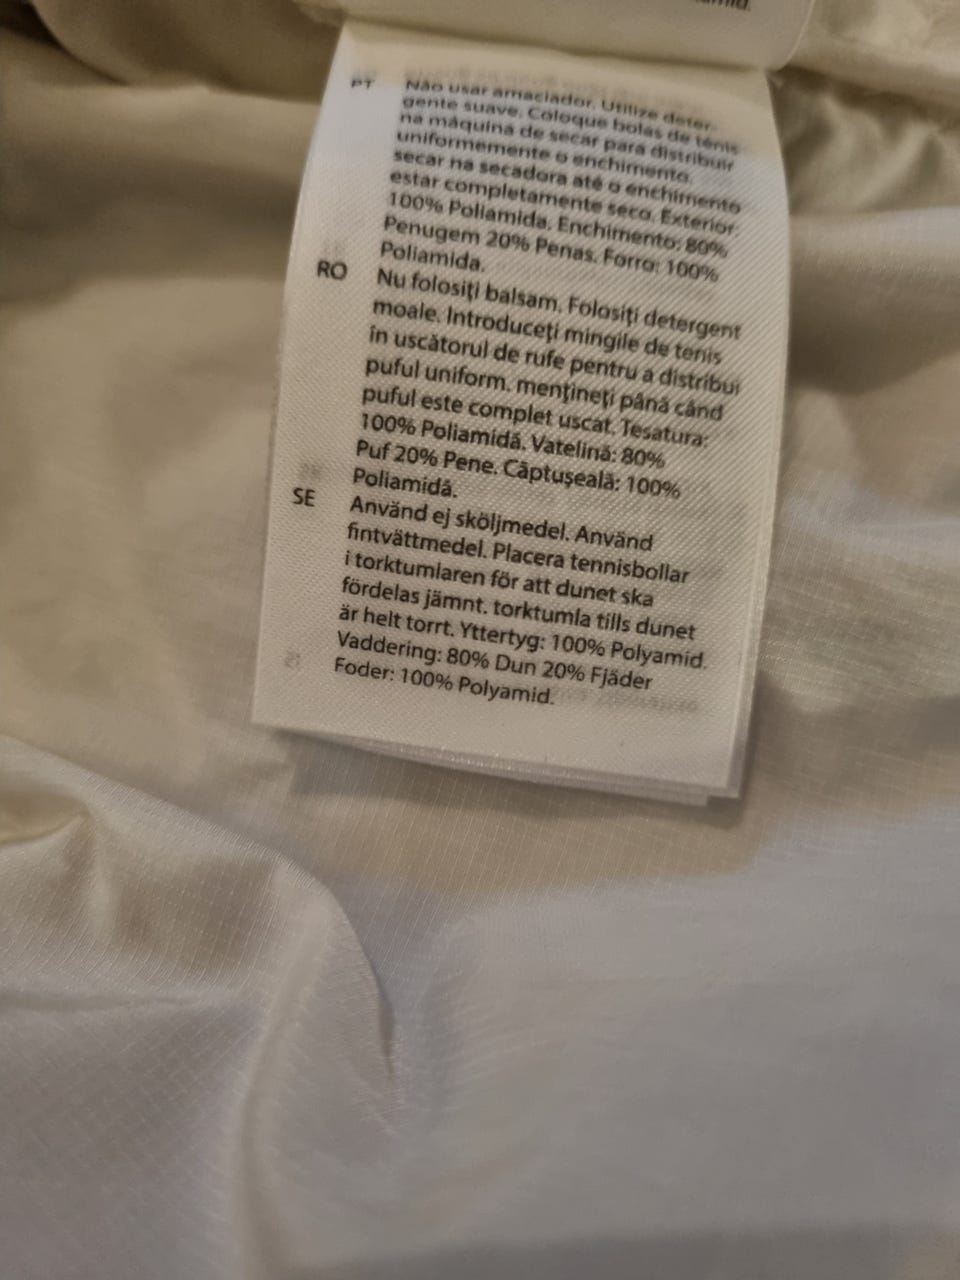 PT Não usar amaciador. Utilize deter-
gente suave. Coloque bolas de ténis
na máquina de secar para distribuir
uniformemente o enchimento.
secar na secadora até o enchimento
estar completamente seco. Exterior:
100% Poliamida. Enchimento: 80%
Penugem 20% Penas. Forro: 100%
Poliamida.
RO Nu folosiți balsam. Folosiți detergent
moale. Introduceți mingile de tenis
în uscătorul de rufe pentru a distribui
puful uniform. mențineți până când
puful este complet uscat. Tesatura:
100% Poliamidă. Vatelină: 80%
Puf 20% Pene. Căptușeală: 100%
Poliamidă.
SE Använd ej sköljmedel. Använd
fintvättmedel. Placera tennisbollar
i torktumlaren för att dunet ska
fördelas jämnt. torktumla tills dunet
är helt torrt. Yttertyg: 100% Polyamid.
Vaddering: 80% Dun 20% Fjäder
Foder: 100% Polyamid.